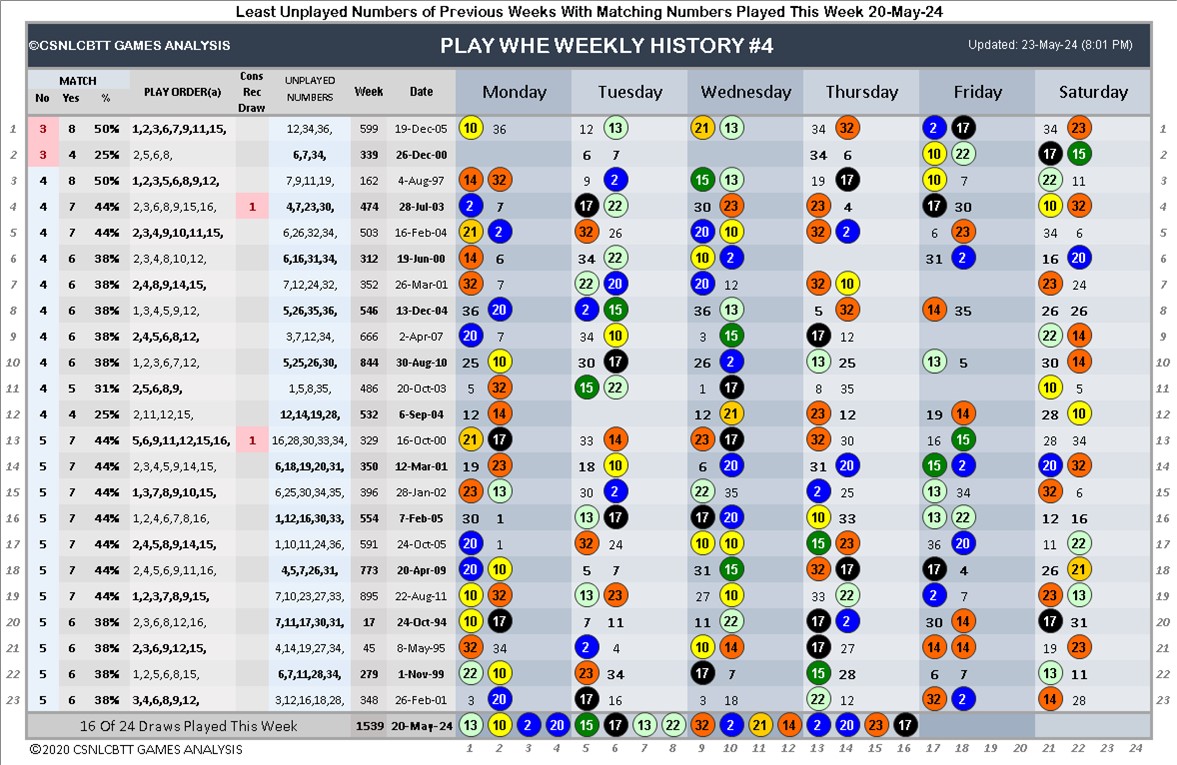 Least Unplayed Numbers of Previous Weeks With Matching Numbers Played This Week 20-May-24
©CSNLCBTT GAMES ANALYSIS PLAY WHE WEEKLY HISTORY #4 Updated: 23-May-24 (8:01 PM)
MATCH
No Yes % PLAY ORDER(a) Cons Rec Draw UNPLAYED NUMBERS Week Date Monday Tuesday Wednesday Thursday Friday Saturday
1 3 8 50% 1,2,3,6,7,9,11,15, 12,34,36, 599 19-Dec-05 10 36 12 13 21 13 34 32 2 17 34 23 1
2 3 4 25% 2,5,6,8, 6,7,34, 339 26-Dec-00 6 7 34 6 10 22 17 15 2
3 4 8 50% 1,2,3,5,6,8,9,12, 7,9,11,19, 162 4-Aug-97 14 32 9 2 15 13 19 17 10 7 22 11 3
4 4 7 44% 2,3,6,8,9,15,16, 1 4,7,23,30, 474 28-Jul-03 2 7 17 22 30 23 23 4 17 30 10 32 4
5 4 7 44% 2,3,4,9,10,11,15, 6,26,32,34, 503 16-Feb-04 21 2 32 26 20 10 32 2 6 23 34 6 5
6 4 6 38% 2,3,4,8,10,12, 6,16,31,34, 312 19-Jun-00 14 6 34 22 10 2 31 2 16 20 6
7 4 6 38% 2,4,8,9,14,15, 7,12,24,32, 352 26-Mar-01 32 7 22 20 20 12 32 10 23 24 7
8 4 6 38% 1,3,4,5,9,12, 5,26,35,36, 546 13-Dec-04 36 20 2 15 36 13 5 32 14 35 26 26 8
9 4 6 38% 2,4,5,6,8,12, 3,7,12,34, 666 2-Apr-07 20 7 34 10 3 15 17 12 22 14 9
10 4 6 38% 1,2,3,6,7,12, 5,25,26,30, 844 30-Aug-10 25 10 30 17 26 2 13 25 13 5 30 14 10
11 4 5 31% 2,5,6,8,9, 1,5,8,35, 486 20-Oct-03 5 32 15 22 1 17 8 35 10 5 11
12 4 4 25% 2,11,12,15, 12,14,19,28, 532 6-Sep-04 12 14 12 21 23 12 19 14 28 10 12
13 5 7 44% 5,6,9,11,12,15,16, 1 16,28,30,33,34, 329 16-Oct-00 21 17 33 14 23 17 32 30 16 15 28 34 13
14 5 7 44% 2,3,4,5,9,14,15, 6,18,19,20,31, 350 12-Mar-01 19 23 18 10 6 20 31 20 15 2 20 32 14
15 5 7 44% 1,3,7,8,9,10,15, 6,25,30,34,35, 396 28-Jan-02 23 13 30 2 22 35 2 25 13 34 32 6 15
16 5 7 44% 1,2,4,6,7,8,16, 1,12,16,30,33, 554 7-Feb-05 30 1 13 17 17 20 10 33 13 22 12 16 16
17 5 7 44% 2,4,5,8,9,14,15, 1,10,11,24,36, 591 24-Oct-05 20 1 32 24 10 10 15 23 36 20 11 22 17
18 5 7 44% 2,4,5,6,9,11,16, 4,5,7,26,31, 773 20-Apr-09 20 10 5 7 31 15 32 17 17 4 26 21 18
19 5 7 44% 1,2,3,7,8,9,15, 7,10,23,27,33, 895 22-Aug-11 10 32 13 23 27 10 33 22 2 7 23 13 19
20 5 6 38% 2,3,6,8,12,16, 7,11,17,30,31, 17 24-Oct-94 10 17 7 11 11 22 17 2 30 14 17 31 20
21 5 6 38% 2,3,6,9,12,15, 4,14,19,27,34, 45 8-May-95 32 34 2 4 10 14 17 27 14 14 19 23 21
22 5 6 38% 1,2,5,6,8,15, 6,7,11,28,34, 279 1-Nov-99 22 10 23 34 17 7 15 28 6 7 13 11 22
23 5 6 38% 3,4,6,8,9,12, 3,12,16,18,28, 348 26-Feb-01 3 20 17 16 3 18 22 12 32 2 14 28 23
16 Of 24 Draws Played This Week 1539 20-May-24 13 10 2 20 15 17 13 22 32 2 21 14 2 20 23 17
©2020 CSNLCBTT GAMES ANALYSIS 1 2 3 4 5 6 7 8 9 10 11 12 13 14 15 16 17 18 19 20 21 22 23 24